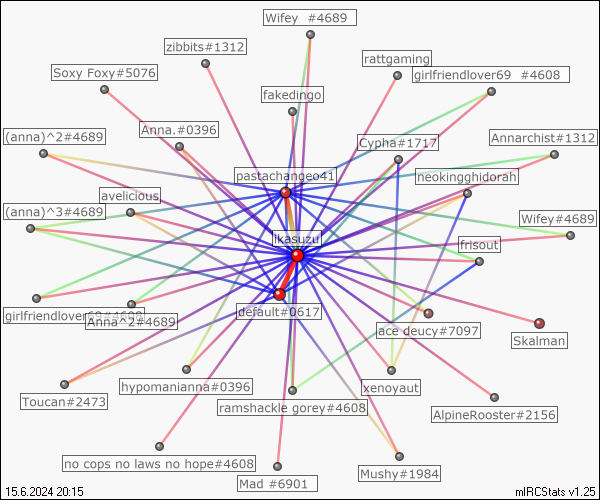 Wifey #4689
zibbits#1312
rattgaming
Soxy Foxy#5076
girlfriendlover69 #4608
fakedingo
(anna)^2#4689
Anna.#0396
Cypha#1717
Annarchist#1312
pastachangeo41
neokingghidorah
avelicious
(anna)^3#4689
Wifey#4689
ikasuzu
frisout
girlfriendlover69#4689
Anna^2#4689
default#0617
ace deucy#7097
Skalman
hypomanianna#0396
xenoyaut
Toucan#2473
ramshackle gorey#4608
AlpineRooster#2156
no cops no laws no hope#4608
Mushy#1984
Mad #6901
15.6.2024 20:15
mIRCStats v1.25